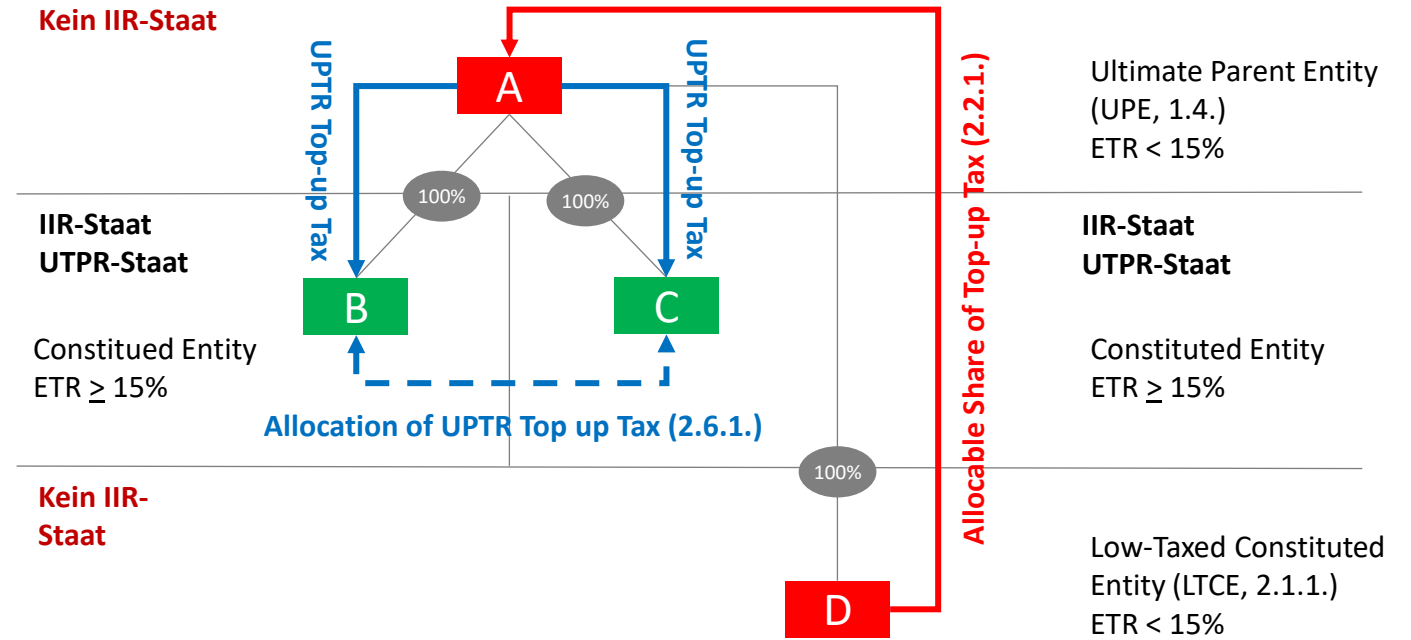 Kein IIR-Staat
UPTR Top-up Tax
A
UPTR Top-up Tax
Allocable Share of Top-up Tax (2.2.1.)
Ultimate Parent Entity
(UPE, 1.4.)
ETR < 15%
100%
100%
IIR-Staat
UTPR-Staat
IIR-Staat
UTPR-Staat
B
C
Constitued Entity
ETR ≥ 15%
Constituted Entity
ETR ≥ 15%
Allocation of UPTR Top up Tax (2.6.1.)
100%
Kein IIR-
Staat
Low-Taxed Constituted
Entity (LTCE, 2.1.1.)
ETR < 15%
D